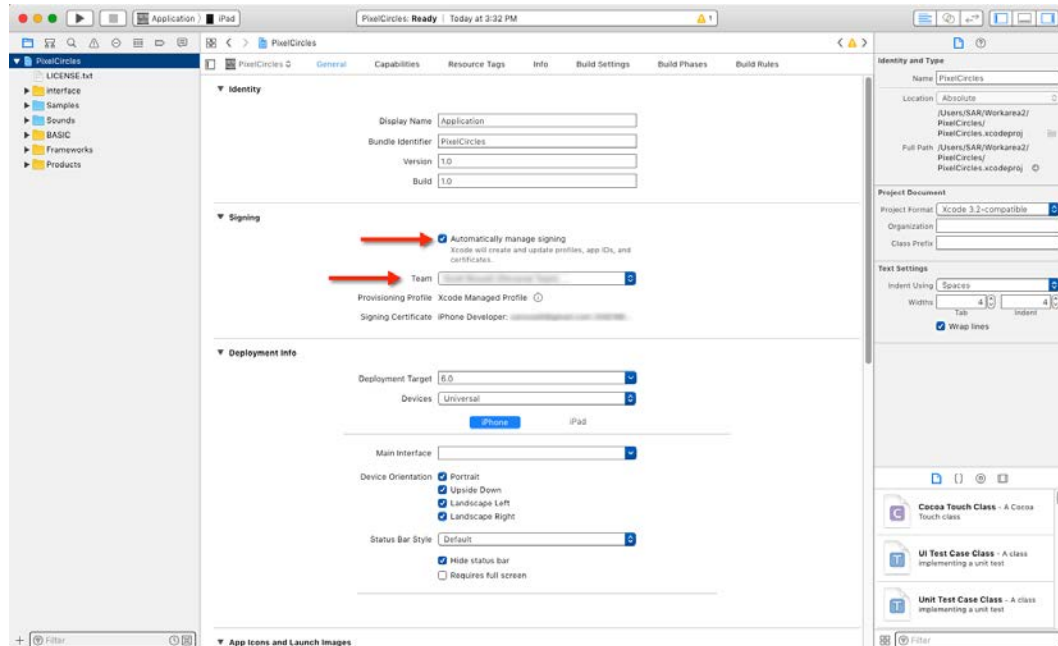 Application
iPad
PixelCircles: Ready | Today at 3:32 PM
1
PixelCircles
PixelCircles
LICENSE.txt
interface
Samples
Sounds
BASIC
Frameworks
Products
Filter
PixelCircles
General
Capabilities
Resource Tags
Info
Build Settings
Build Phases
Build Rules
Identity
Display Name Application
Bundle Identifier PixelCircles
Version 1.0
Build 1.0
Signing
Automatically manage signing
Xcode will create and update profiles, app IDs, and
certificates.
Team
Provisioning Profile Xcode Managed Profile
Signing Certificate iPhone Developer:
Deployment Info
Deployment Target 6.0
Devices Universal
iPhone
iPad
Main Interface
Device Orientation Portrait
Upside Down
Landscape Left
Landscape Right
Status Bar Style Default
Hide status bar
Requires full screen
App Icons and Launch Images
Identity and Type
Name PixelCircles
Location Absolute
/Users/SAR/Workarea2/
PixelCircles/
PixelCircles.xcodeproj
Full Path /Users/SAR/Workarea2/
PixelCircles/
PixelCircles.xcodeproj
Project Document
Project Format Xcode 3.2-compatible
Organization
Class Prefix
Text Settings
Indent Using Spaces
Widths 4 4
Tab Indent
Wrap lines
C
Cocoa Touch Class - A Cocoa
Touch class
T
UI Test Case Class - A class
implementing a unit test
T
Unit Test Case Class - A class
implementing a unit test
Filter